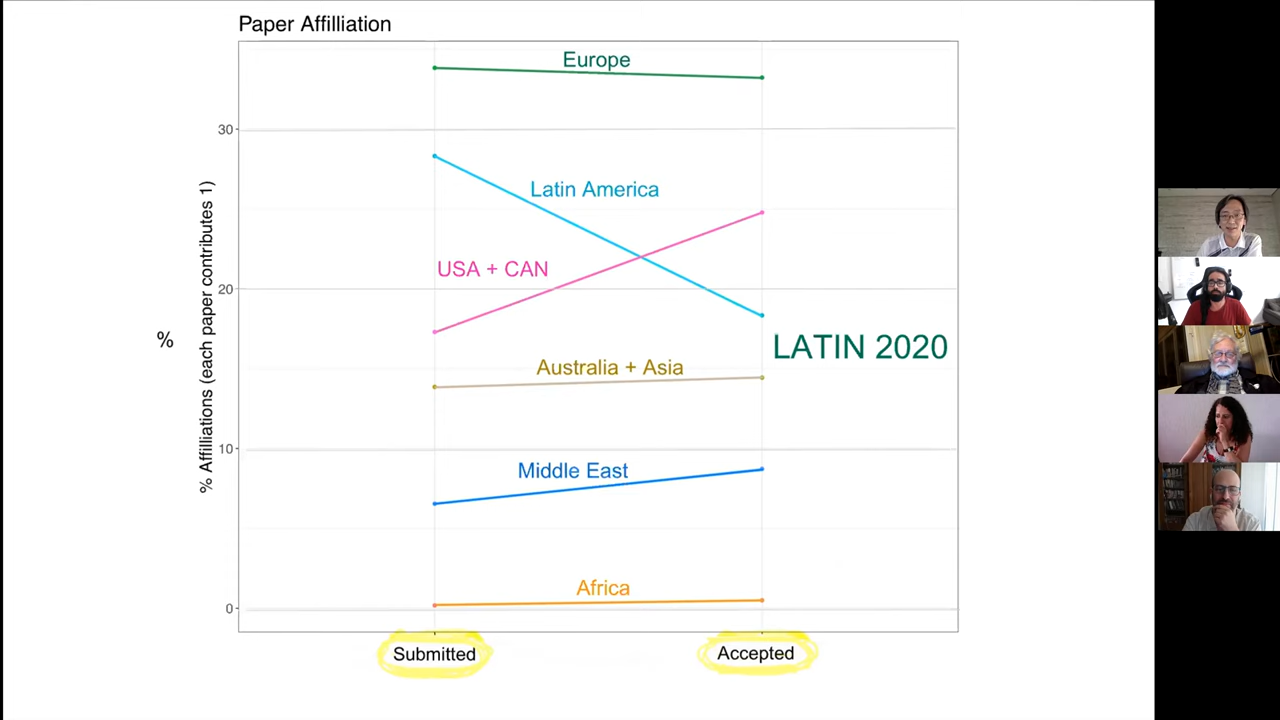 Paper Affilliation
Europe
30
Latin America
USA + CAN
20
% Affiliations (each paper contributes 1)
%
LATIN 2020
Australia + Asia
10
Middle East
Africa
0
Submitted
Accepted